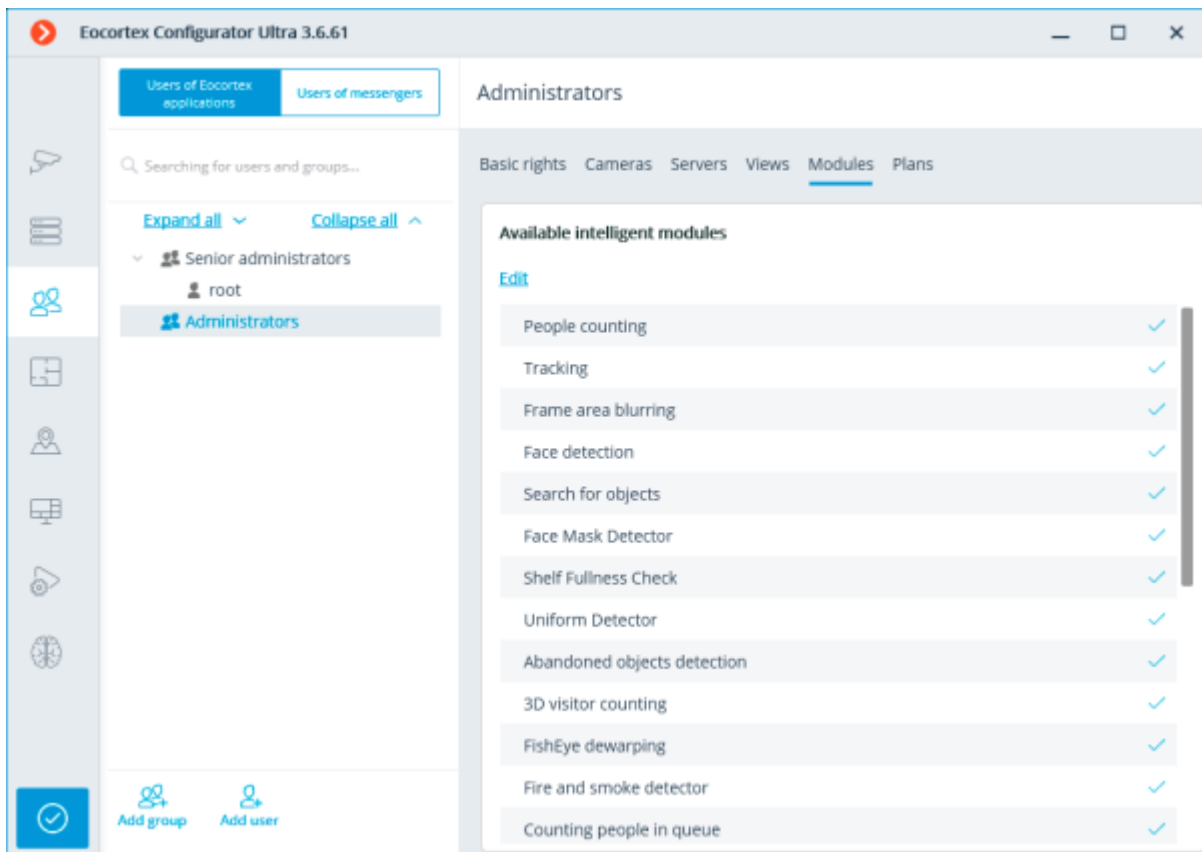 Eocortex Configurator Ultra 3.6.61
Users of Eocortex
applications
Users of messengers
Searching for users and groups...
Expand all
Collapse all
Senior administrators
root
Administrators
Add group
Add user
Administrators
Basic rights Cameras Servers Views Modules Plans
Available intelligent modules
Edit
People counting
Tracking
Frame area blurring
Face detection
Search for objects
Face Mask Detector
Shelf Fullness Check
Uniform Detector
Abandoned objects detection
3D visitor counting
FishEye dewarping
Fire and smoke detector
Counting people in queue